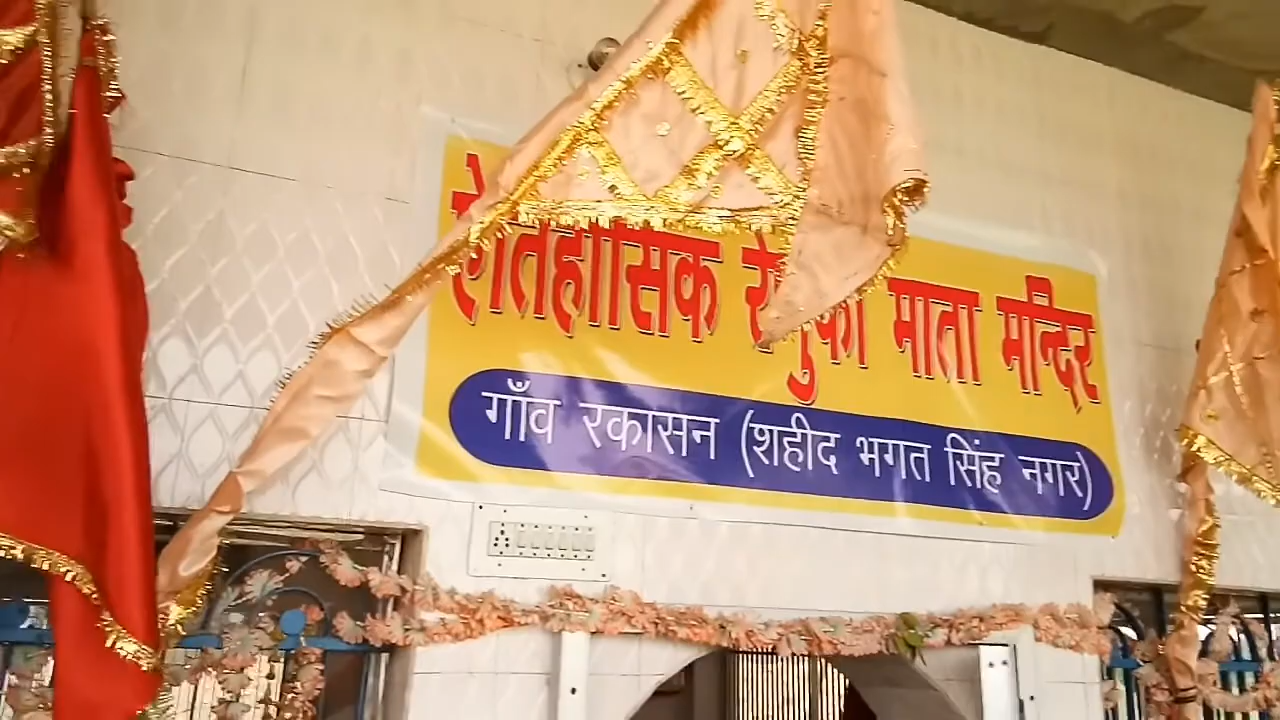 ऐतिहासिक रेणुका माता मन्दिर
गाँव रकासन (शहीद भगत सिंह नगर)